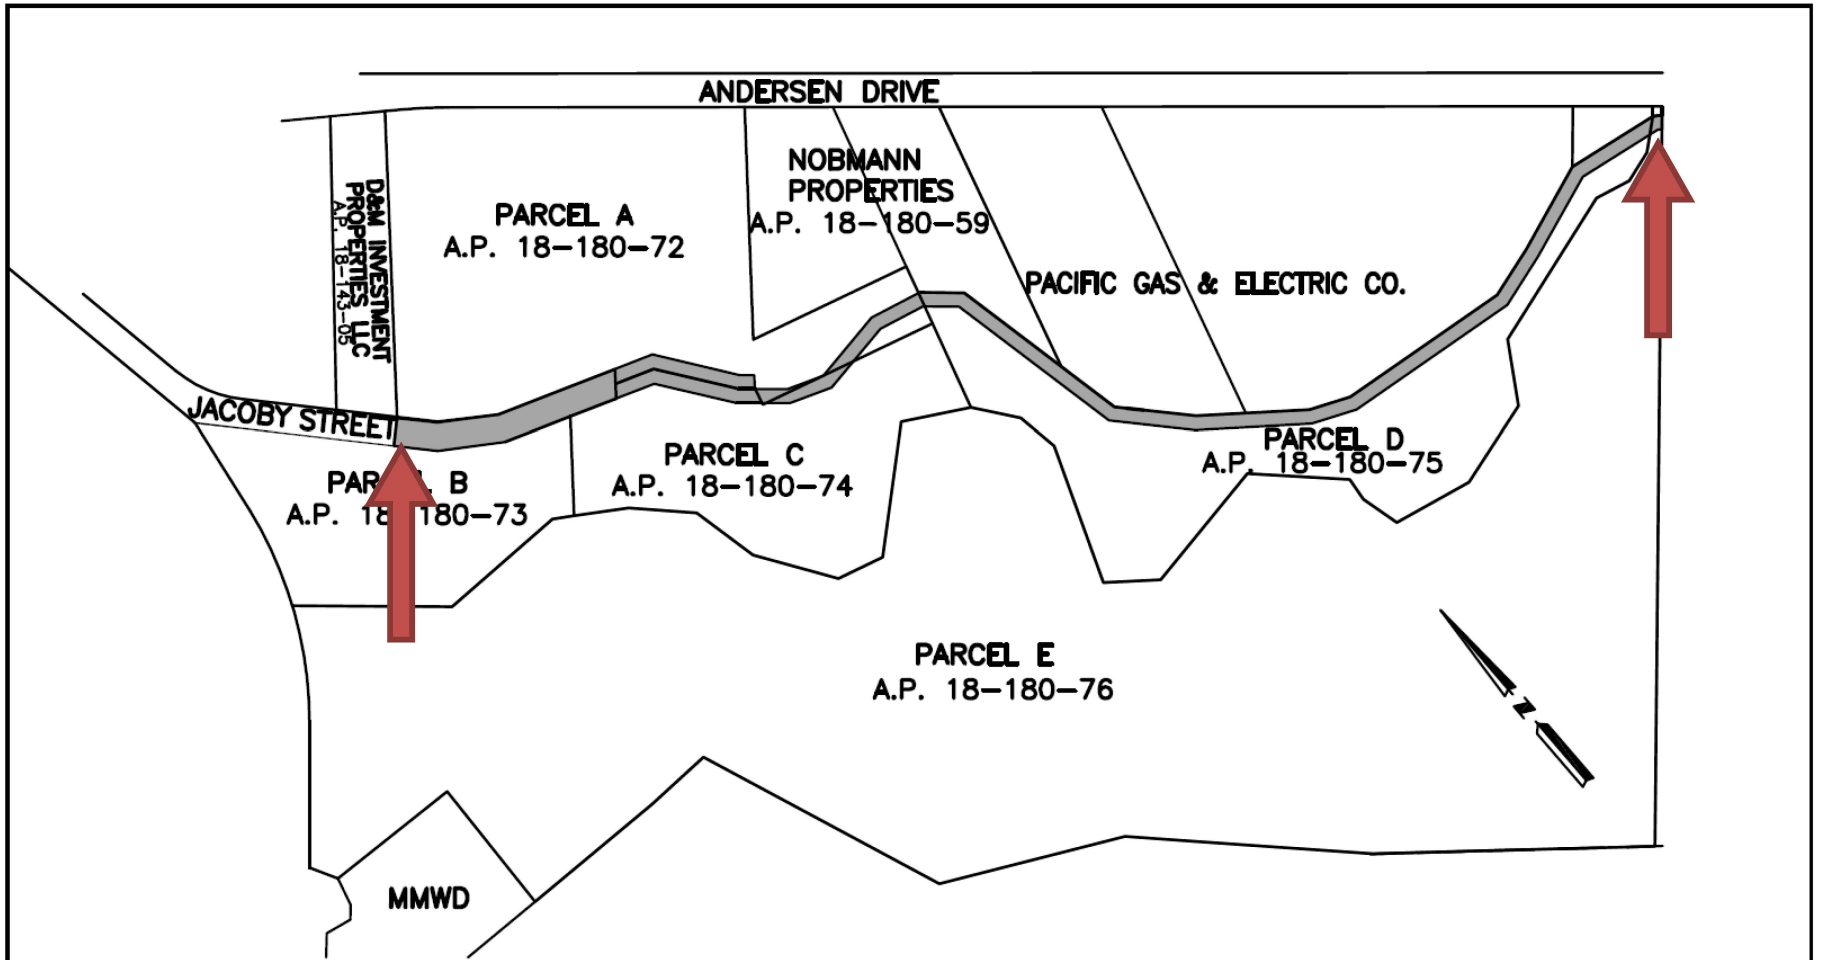 ANDERSEN DRIVE
NOBMANN
PROPERTIES
A.P. 18-180-59
PARCEL A
A.P. 18-180-72
D&M INVESTMENT
PROPERTIES LLC
A.P. 18-143-05
PACIFIC GAS & ELECTRIC CO.
JACOBY STREET
PARCEL B
A.P. 18-180-73
PARCEL C
A.P. 18-180-74
PARCEL D
A.P. 18-180-75
PARCEL E
A.P. 18-180-76
N
MMWD